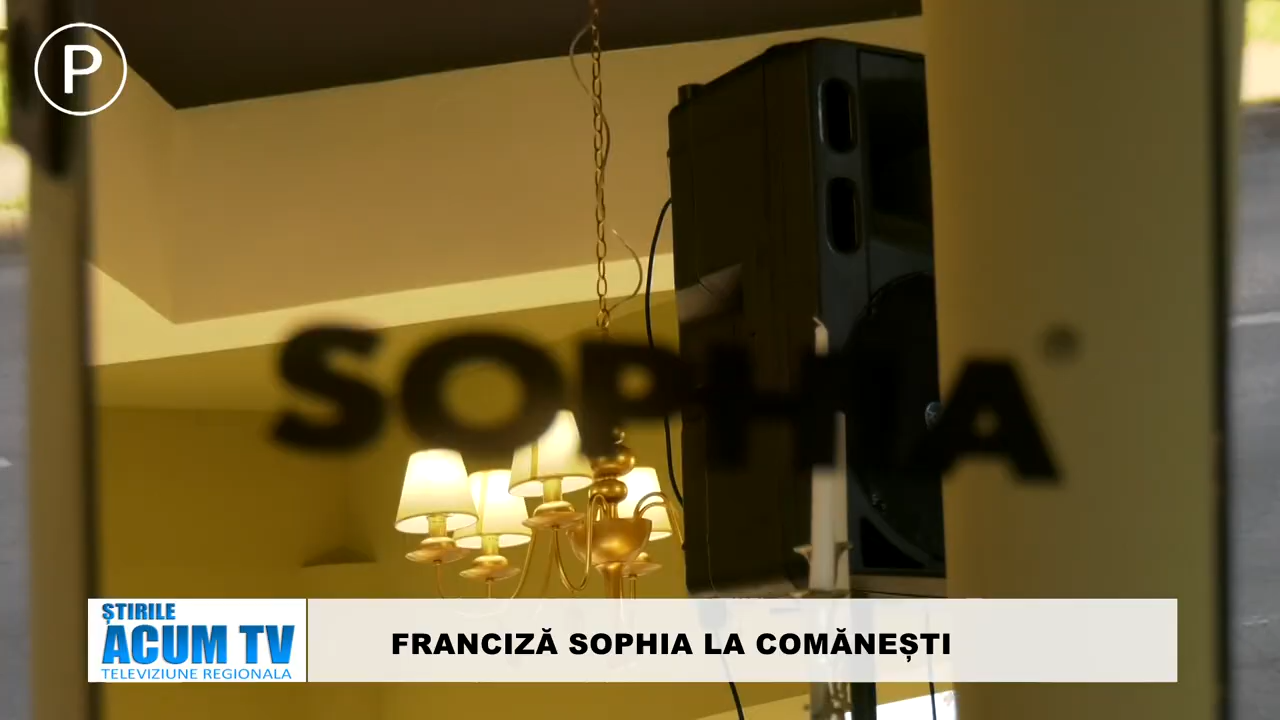 P
SOPHIA®
ȘTIRILE
ACUM TV
TELEVIZIUNE REGIONALA
FRANCIZĂ SOPHIA LA COMĂNEȘTI